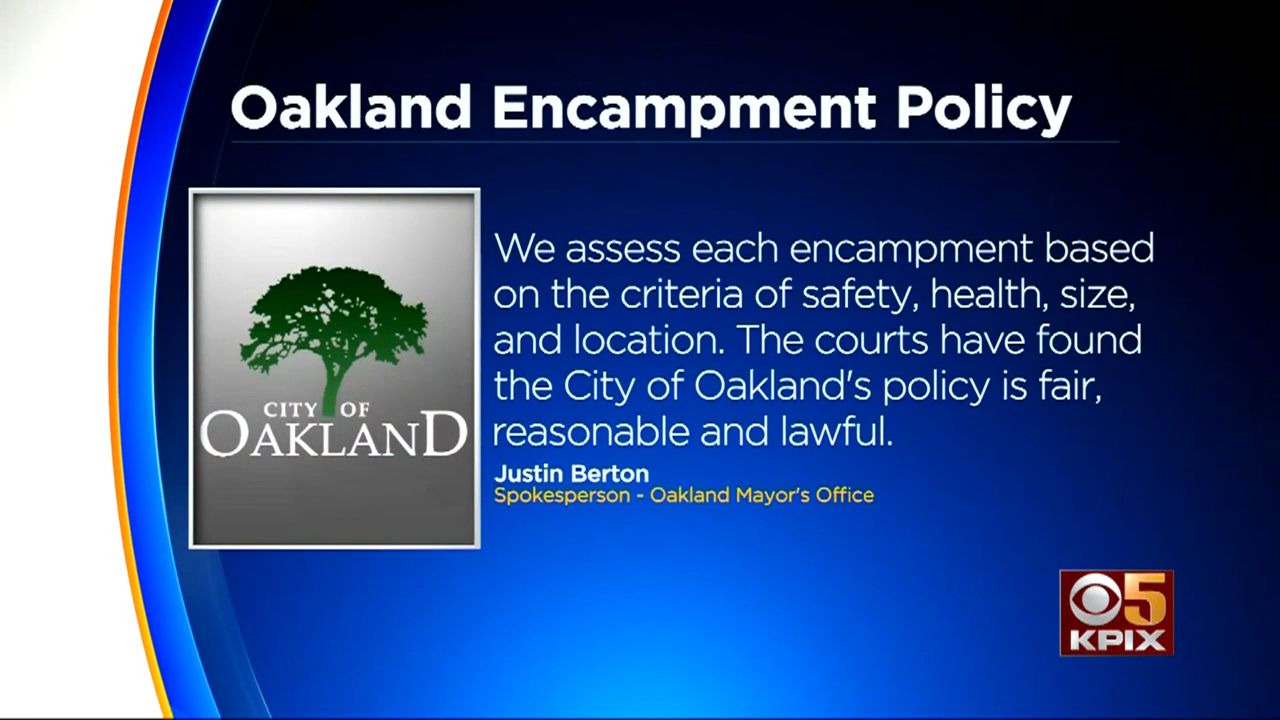 Oakland Encampment Policy
We assess each encampment based
on the criteria of safety, health, size,
and location. The courts have found
the City of Oakland's policy is fair,
reasonable and lawful.
Justin Berton
Spokesperson - Oakland Mayor's Office
CITY OF
OAKLAND
5
KPIX